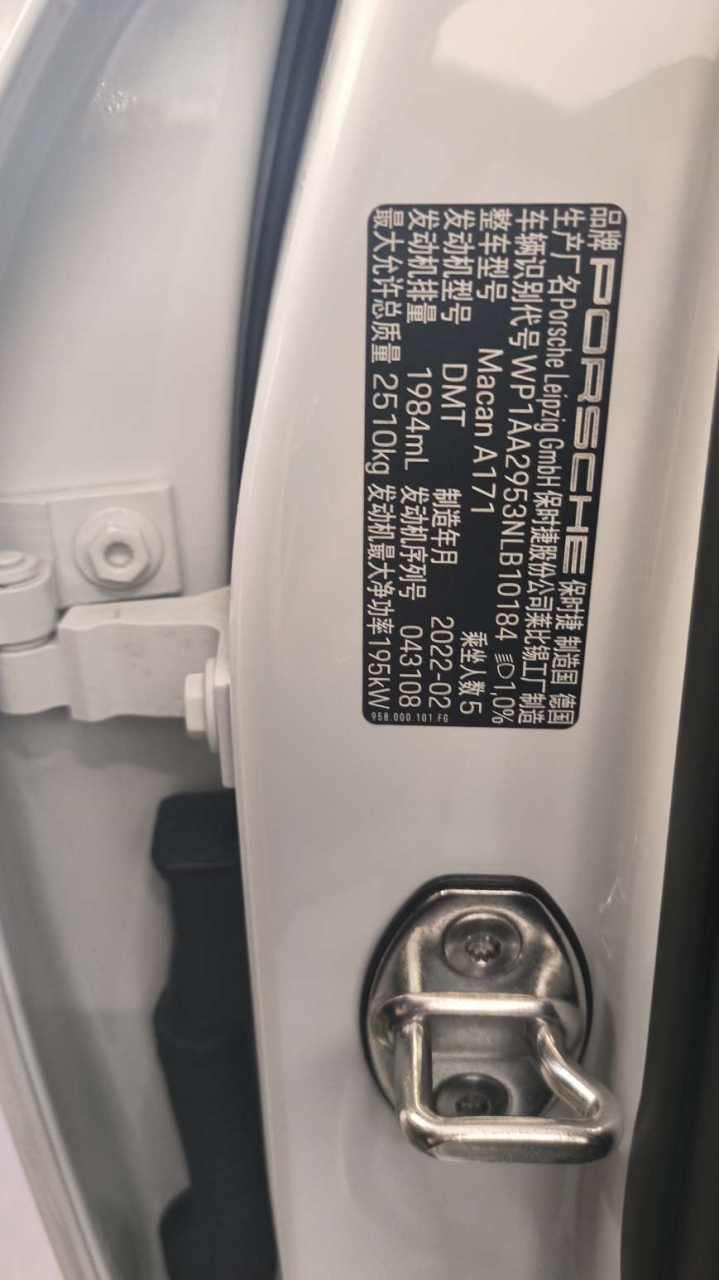 品牌 PORSCHE 保时捷 制造国 德国
生产厂名 Porsche Leipzig GmbH 保时捷股份公司莱比锡工厂制造
车辆识别代号 WP1AA2953NLB10184 1,0%
整车型号 Macan A171 乘坐人数 5
发动机型号 DMT 制造年月 2022-02
发动机排量 1984mL 发动机序列号 043108
最大允许总质量 2510kg 发动机最大净功率 195kW
958.000.101.FG